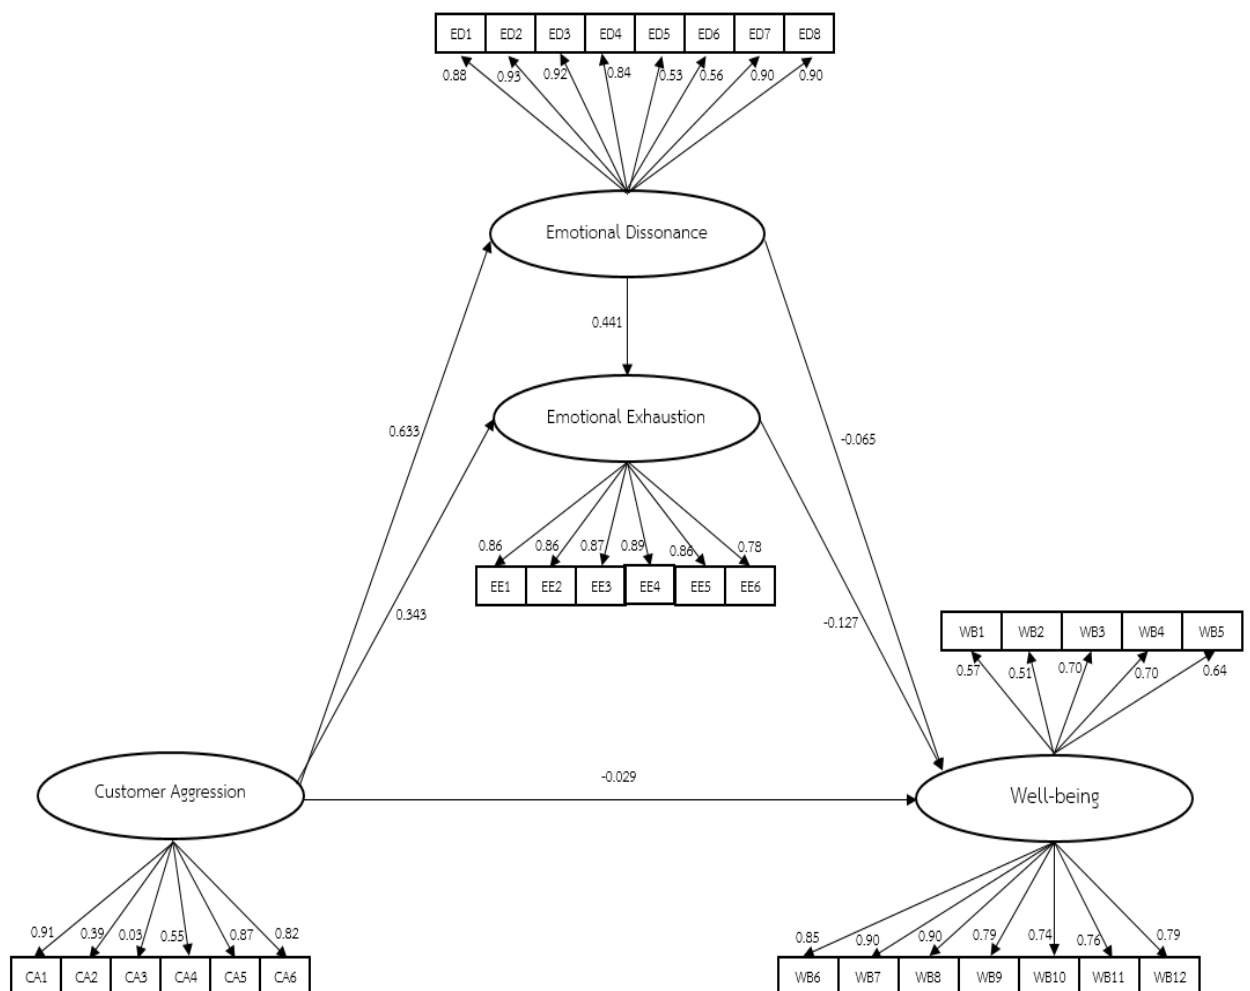 ED1 ED2 ED3 ED4 ED5 ED6 ED7 ED8
0.88 0.93 0.92 0.84 0.53 0.56 0.90 0.90
Emotional Dissonance
0.441
Emotional Exhaustion
0.633
-0.065
0.86 0.86 0.87 0.89 0.86 0.78
EE1 EE2 EE3 EE4 EE5 EE6
0.343
-0.127
WB1 WB2 WB3 WB4 WB5
0.57 0.51 0.70 0.70 0.64
-0.029
Customer Aggression
Well-being
0.91 0.39 0.03 0.55 0.87 0.82
CA1 CA2 CA3 CA4 CA5 CA6
0.85 0.90 0.90 0.79 0.74 0.76 0.79
WB6 WB7 WB8 WB9 WB10 WB11 WB12